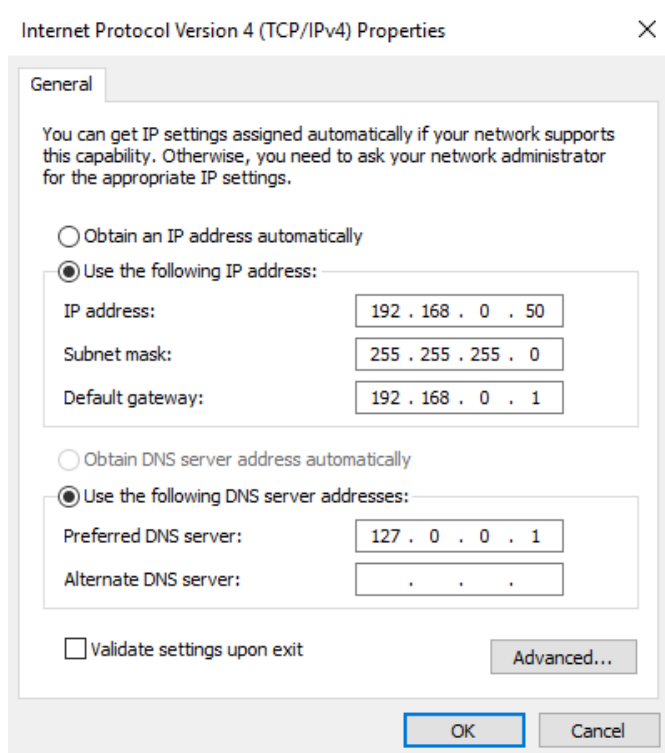 Internet Protocol Version 4 (TCP/IPv4) Properties
General
You can get IP settings assigned automatically if your network supports
this capability. Otherwise, you need to ask your network administrator
for the appropriate IP settings.
Obtain an IP address automatically
Use the following IP address:
IP address: 192 . 168 . 0 . 50
Subnet mask: 255 . 255 . 255 . 0
Default gateway: 192 . 168 . 0 . 1
Obtain DNS server address automatically
Use the following DNS server addresses:
Preferred DNS server: 127 . 0 . 0 . 1
Alternate DNS server: . . .
Validate settings upon exit
Advanced...
OK Cancel